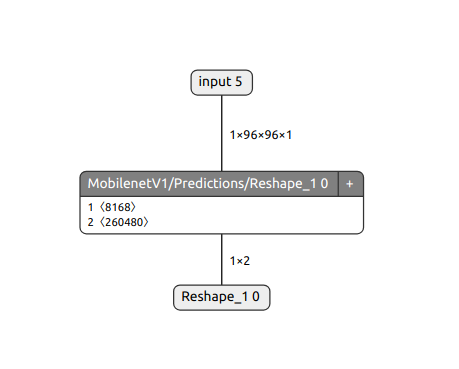 input 5
1×96×96×1
MobilenetV1/Predictions/Reshape_1 0 +
1〈8168〉
2〈260480〉
1×2
Reshape_1 0